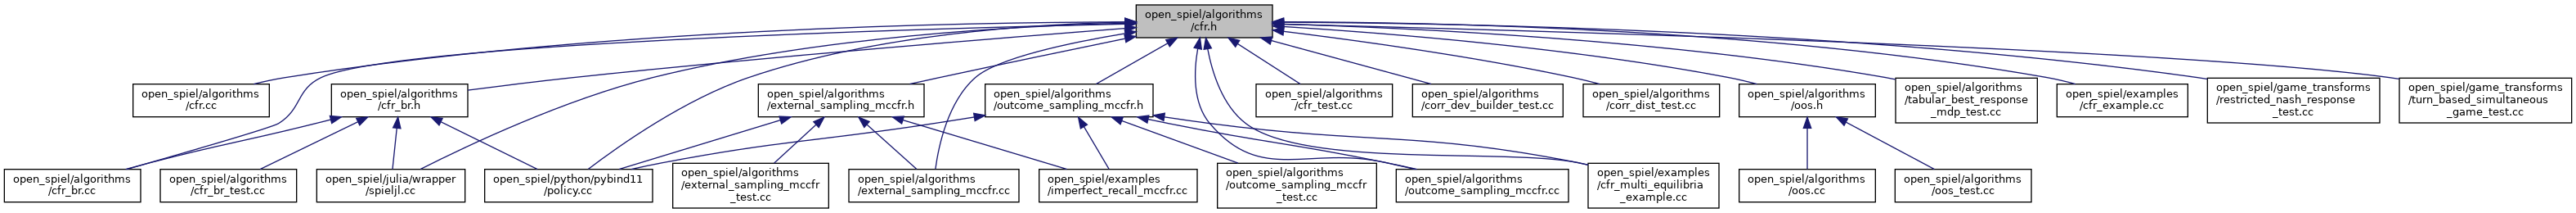 open_spiel/algorithms
/cfr.h
open_spiel/algorithms
/cfr.cc
open_spiel/algorithms
/cfr_br.h
open_spiel/algorithms
/external_sampling_mccfr.h
open_spiel/algorithms
/outcome_sampling_mccfr.h
open_spiel/algorithms
/cfr_test.cc
open_spiel/algorithms
/corr_dev_builder_test.cc
open_spiel/algorithms
/corr_dist_test.cc
open_spiel/algorithms
/oos.h
open_spiel/algorithms
/tabular_best_response
_mdp_test.cc
open_spiel/examples
/cfr_example.cc
open_spiel/game_transforms
/restricted_nash_response
_test.cc
open_spiel/game_transforms
/turn_based_simultaneous
_game_test.cc
open_spiel/algorithms
/cfr_br.cc
open_spiel/algorithms
/cfr_br_test.cc
open_spiel/julia/wrapper
/spieljl.cc
open_spiel/python/pybind11
/policy.cc
open_spiel/algorithms
/external_sampling_mccfr
_test.cc
open_spiel/algorithms
/external_sampling_mccfr.cc
open_spiel/examples
/imperfect_recall_mccfr.cc
open_spiel/algorithms
/outcome_sampling_mccfr
_test.cc
open_spiel/algorithms
/outcome_sampling_mccfr.cc
open_spiel/examples
/cfr_multi_equilibria
_example.cc
open_spiel/algorithms
/oos.cc
open_spiel/algorithms
/oos_test.cc